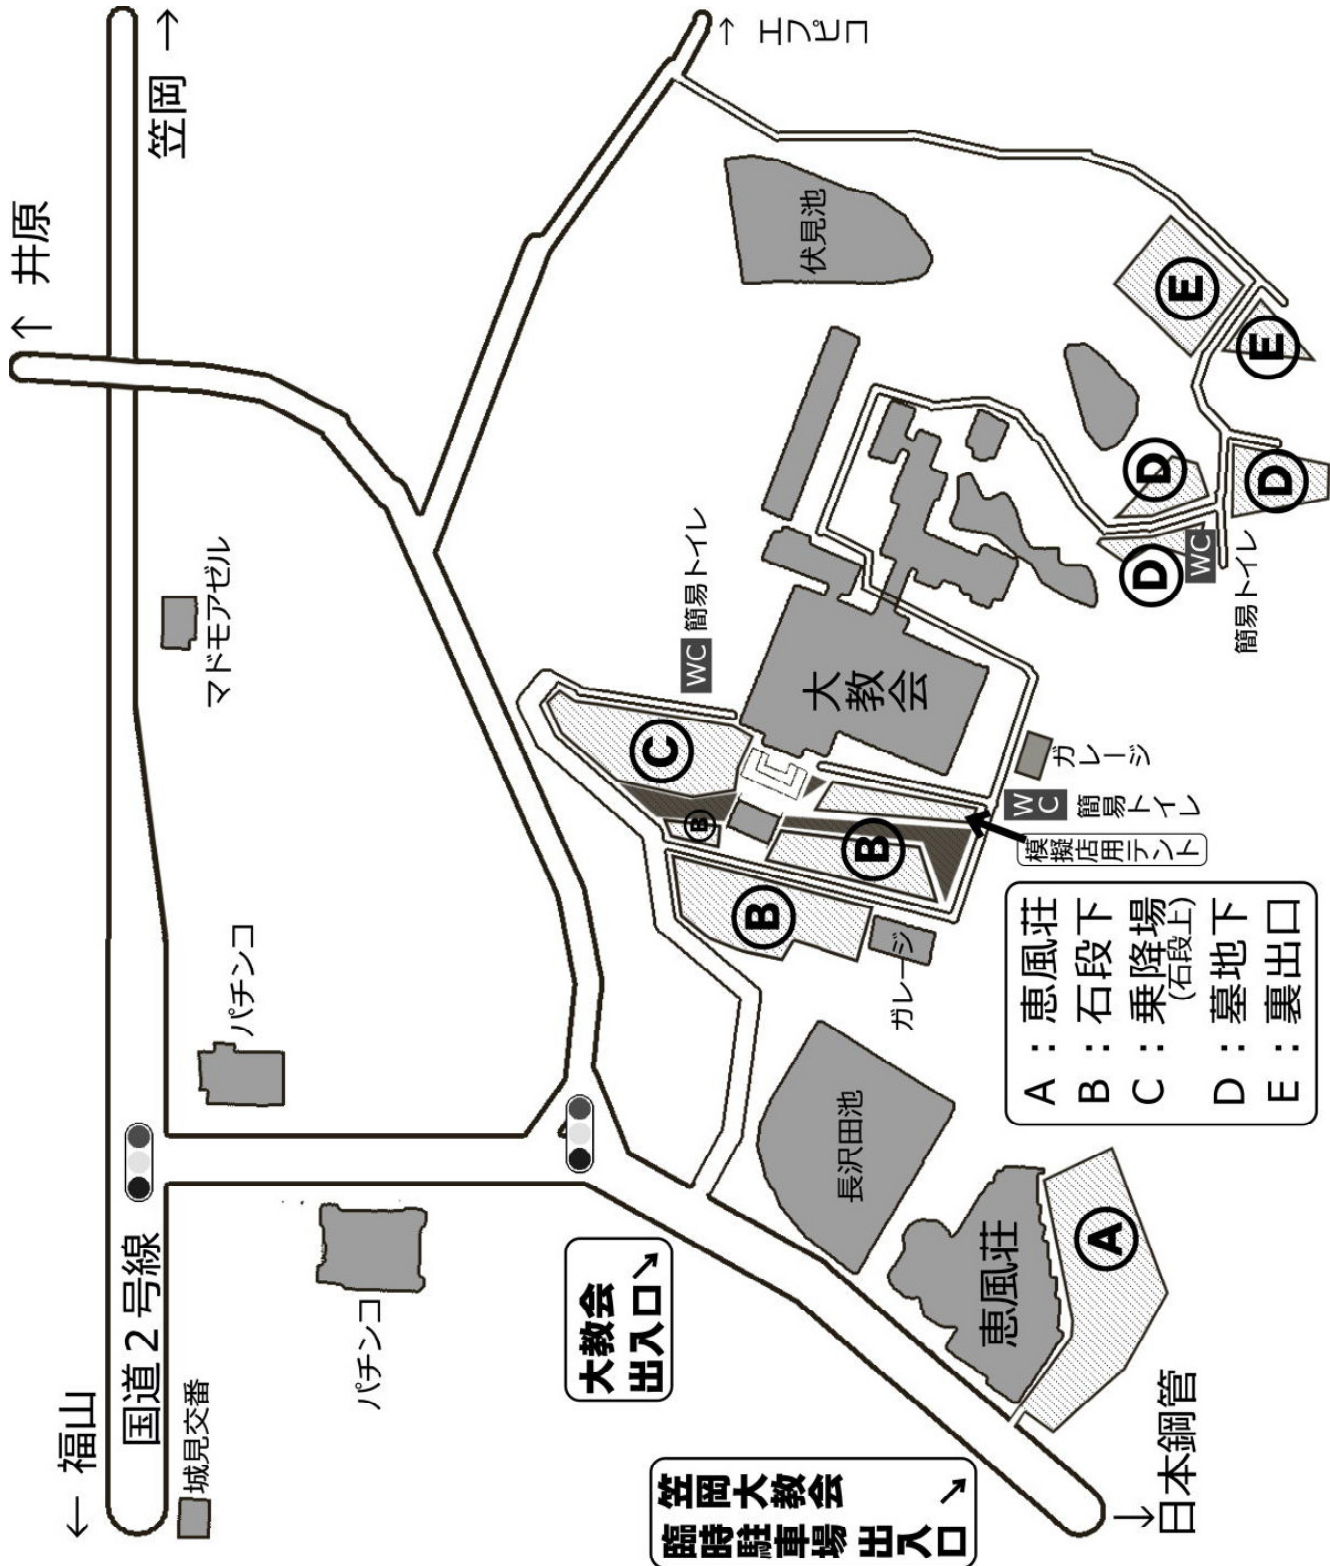 ← 福山
国道2号線
城見交番
パチンコ
パチンコ
マドモアゼル
↑ 井原
笠岡 →
→ エプピコ
大教会
出入口↘
笠岡大教会
臨時駐車場 出入口
↓日本鋼管
伏見池
長沢田池
恵風荘
大教会
WC 簡易トイレ
WC 簡易トイレ
WC
簡易トイレ
ガレージ
ガレージ
模擬店用テント
A
B
B
B
C
D
D
D
E
E
A : 恵風荘
B : 石段下
C : 乗降場
(石段上)
D : 墓地下
E : 裏出口